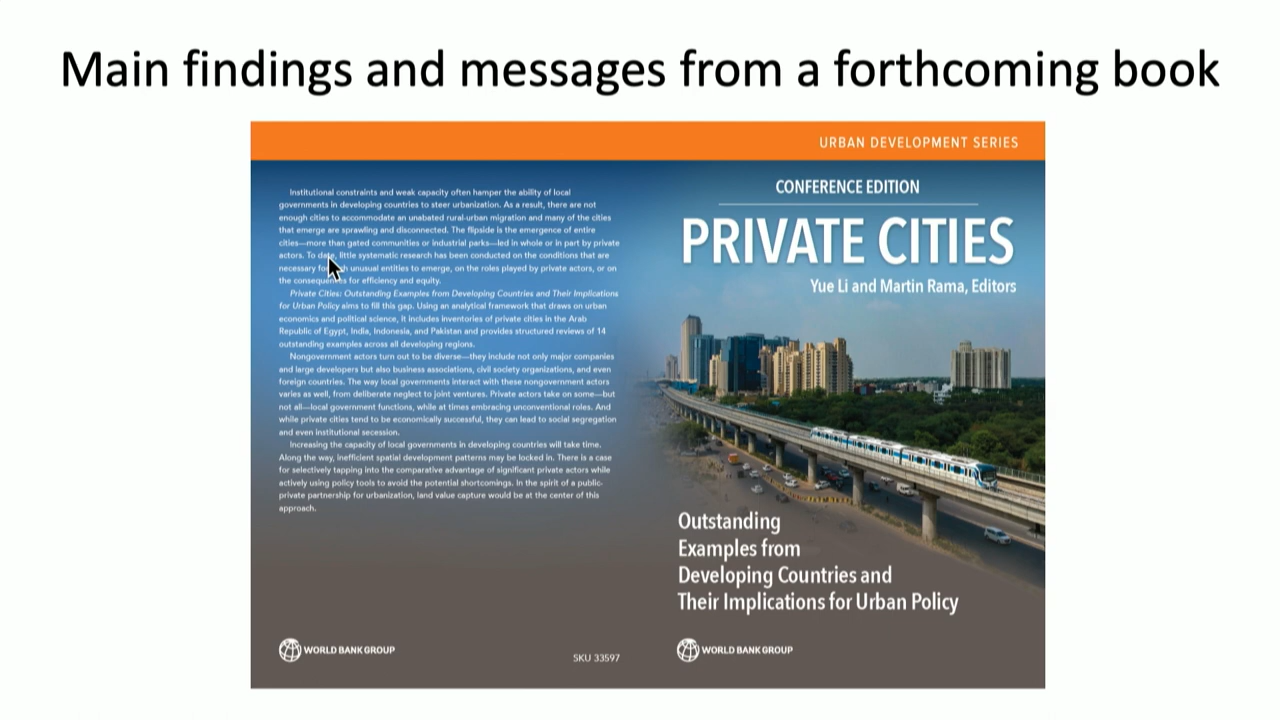 Main findings and messages from a forthcoming book
URBAN DEVELOPMENT SERIES
Institutional constraints and weak capacity often hamper the ability of local
governments in developing countries to steer urbanization. As a result, there are not
enough cities to accommodate an unabated rural-urban migration and many of the cities
that emerge are sprawling and disconnected. The flipside is the emergence of entire
cities—more than gated communities or industrial parks—led in whole or in part by private
actors. To date, little systematic research has been conducted on the conditions that are
necessary for unusual entities to emerge, on the roles played by private actors, or on
the consequences for efficiency and equity.
Private Cities: Outstanding Examples from Developing Countries and Their Implications
for Urban Policy aims to fill this gap. Using an analytical framework that draws on urban
economics and political science, it includes inventories of private cities in the Arab
Republic of Egypt, India, Indonesia, and Pakistan and provides structured reviews of 14
outstanding examples across all developing regions.
Nongovernment actors turn out to be diverse—they include not only major companies
and large developers but also business associations, civil society organizations, and even
foreign countries. The way local governments interact with these nongovernment actors
varies as well, from deliberate neglect to joint ventures. Private actors take on some—but
not all—local government functions, while at times embracing unconventional roles. And
while private cities tend to be economically successful, they can lead to social segregation
and even institutional secession.
Increasing the capacity of local governments in developing countries will take time.
Along the way, inefficient spatial development patterns may be locked in. There is a case
for selectively tapping into the comparative advantage of significant private actors while
actively using policy tools to avoid the potential shortcomings. In the spirit of a public-
private partnership for urbanization, land value capture would be at the center of this
approach.
WORLD BANK GROUP
SKU 33597
CONFERENCE EDITION
PRIVATE CITIES
Yue Li and Martin Rama, Editors
Outstanding
Examples from
Developing Countries and
Their Implications for Urban Policy
WORLD BANK GROUP